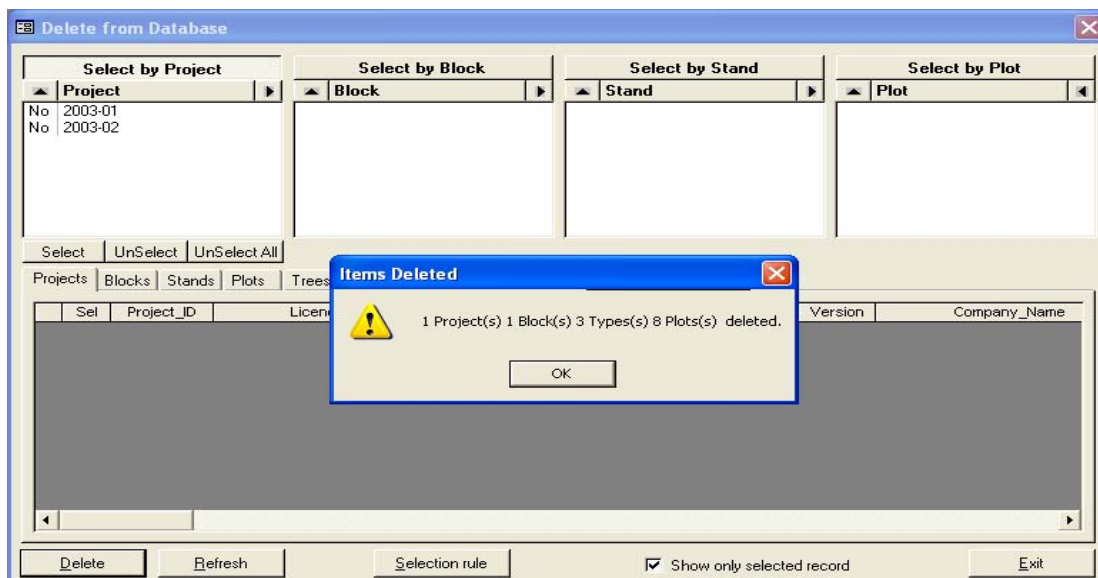 Delete from Database
Select by Project Select by Block Select by Stand Select by Plot
Project Block Stand Plot
No 2003-01
No 2003-02
Select UnSelect UnSelect All
Projects Blocks Stands Plots Trees
Items Deleted
Sel Project_ID Version Company_Name
1 Project(s) 1 Block(s) 3 Types(s) 8 Plots(s) deleted.
OK
Delete Refresh Selection rule Show only selected record Exit